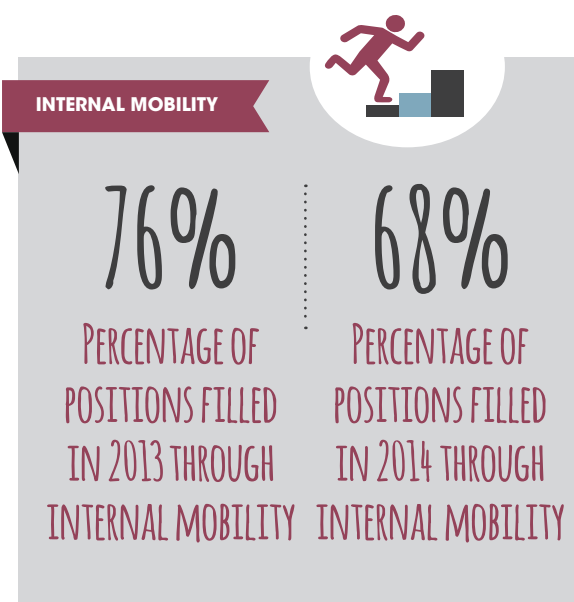 INTERNAL MOBILITY
76%
PERCENTAGE OF
POSITIONS FILLED
IN 2013 THROUGH
INTERNAL MOBILITY
68%
PERCENTAGE OF
POSITIONS FILLED
IN 2014 THROUGH
INTERNAL MOBILITY